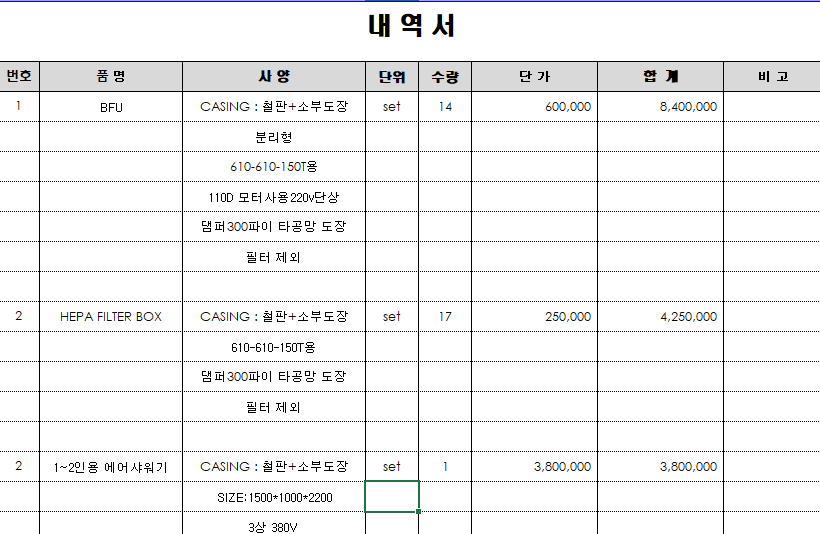 내 역 서
번호 품 명 사 양 단위 수량 단 가 합 계 비 고
1 BFU CASING : 철판+소부도장 set 14 600,000 8,400,000
분리형
610-610-150T용
110D 모터사용220v단상
댐퍼300파이 타공망 도장
필터 제외
2 HEPA FILTER BOX CASING : 철판+소부도장 set 17 250,000 4,250,000
610-610-150T용
댐퍼300파이 타공망 도장
필터 제외
2 1~2인용 에어샤워기 CASING : 철판+소부도장 set 1 3,800,000 3,800,000
SIZE:1500*1000*2200
3상 380V